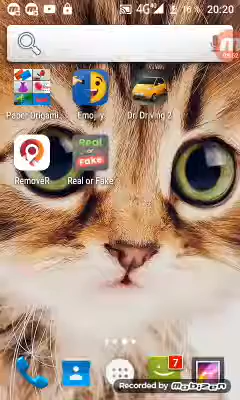 4G 16% 20:20
Paper Origami... Emoji y Dr. Driving 2
Real or Fake
RemoveR Real or Fake
7
Recorded by Mobizen